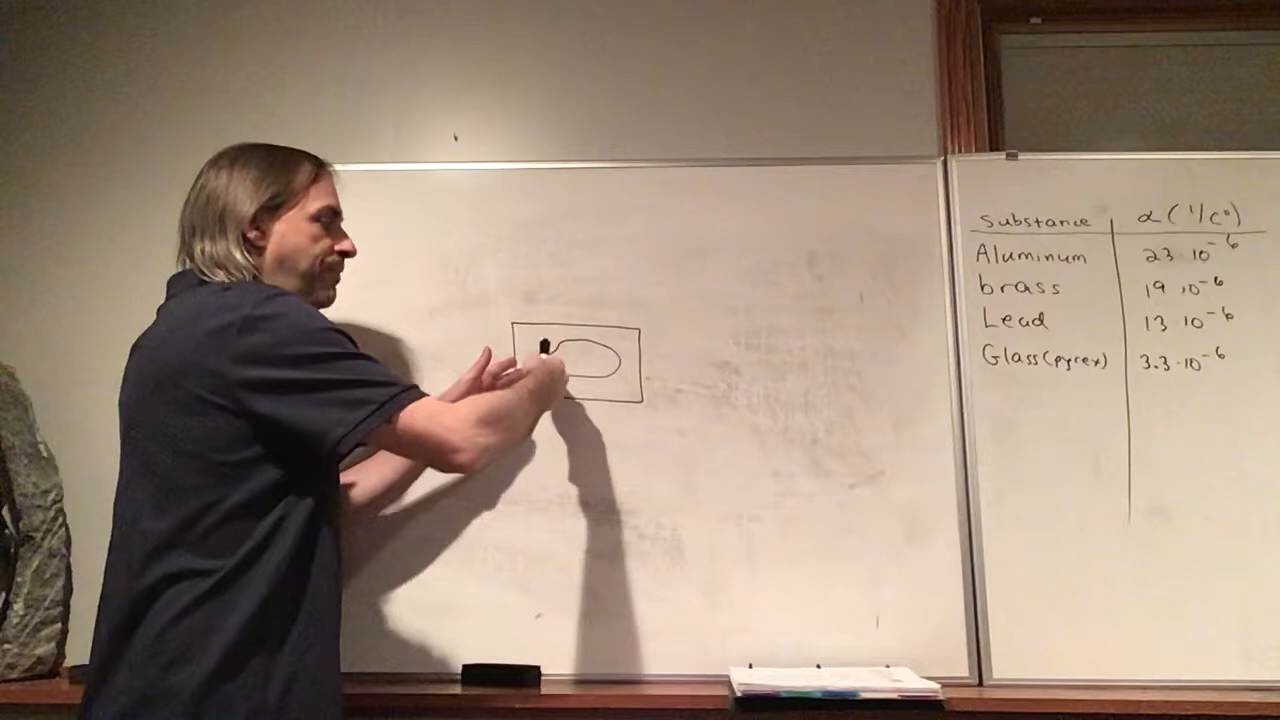 Substance α ( 1/C° )
Aluminum 23 · 10⁻⁶
brass 19 · 10⁻⁶
Lead 13 · 10⁻⁶
Glass (pyrex) 3.3 · 10⁻⁶